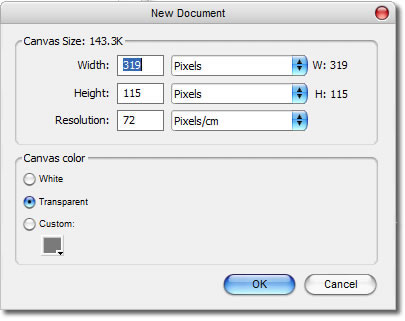 New Document
Canvas Size: 143.3K
Width: 319 Pixels W: 319
Height: 115 Pixels H: 115
Resolution: 72 Pixels/cm
Canvas color
White
Transparent
Custom:
OK Cancel